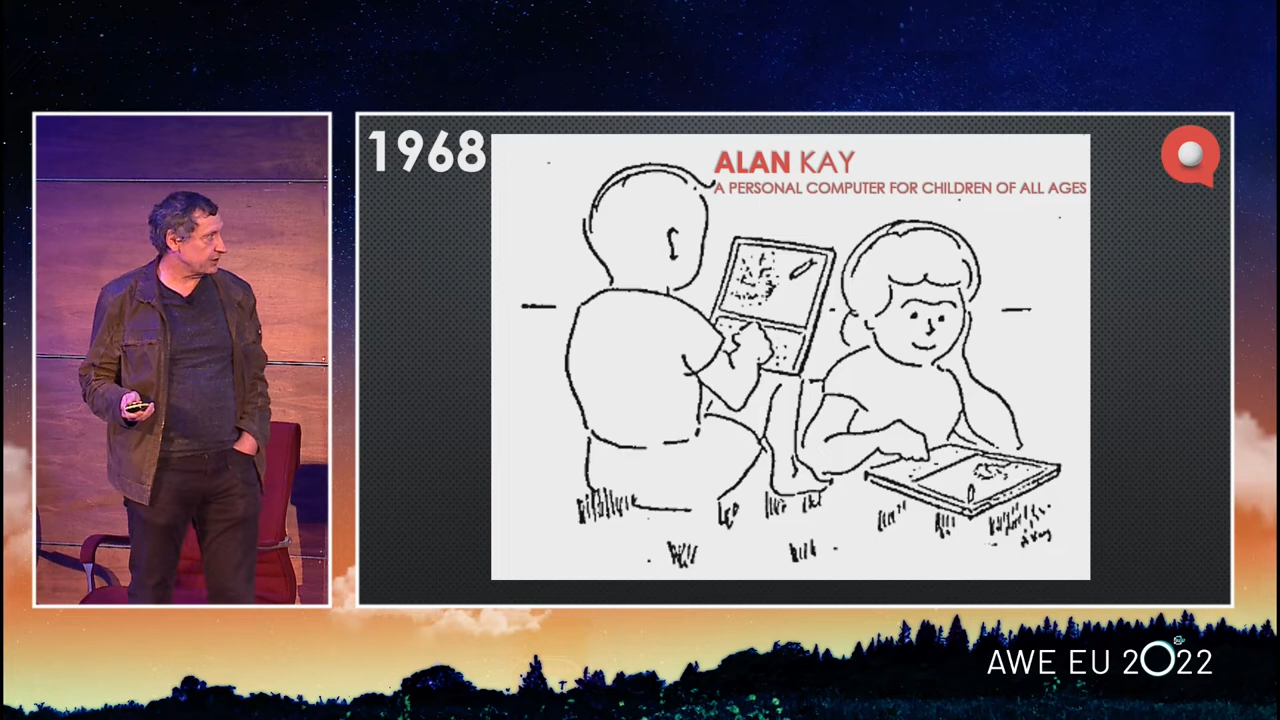 1968
ALAN KAY
A PERSONAL COMPUTER FOR CHILDREN OF ALL AGES
AWE EU 2022